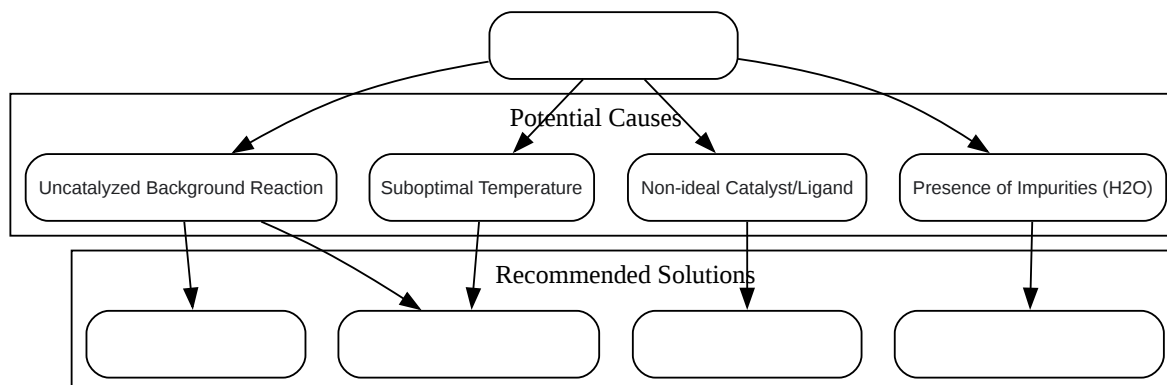 Potential Causes
Uncatalyzed Background Reaction
Suboptimal Temperature
Non-ideal Catalyst/Ligand
Presence of Impurities (H2O)
Recommended Solutions